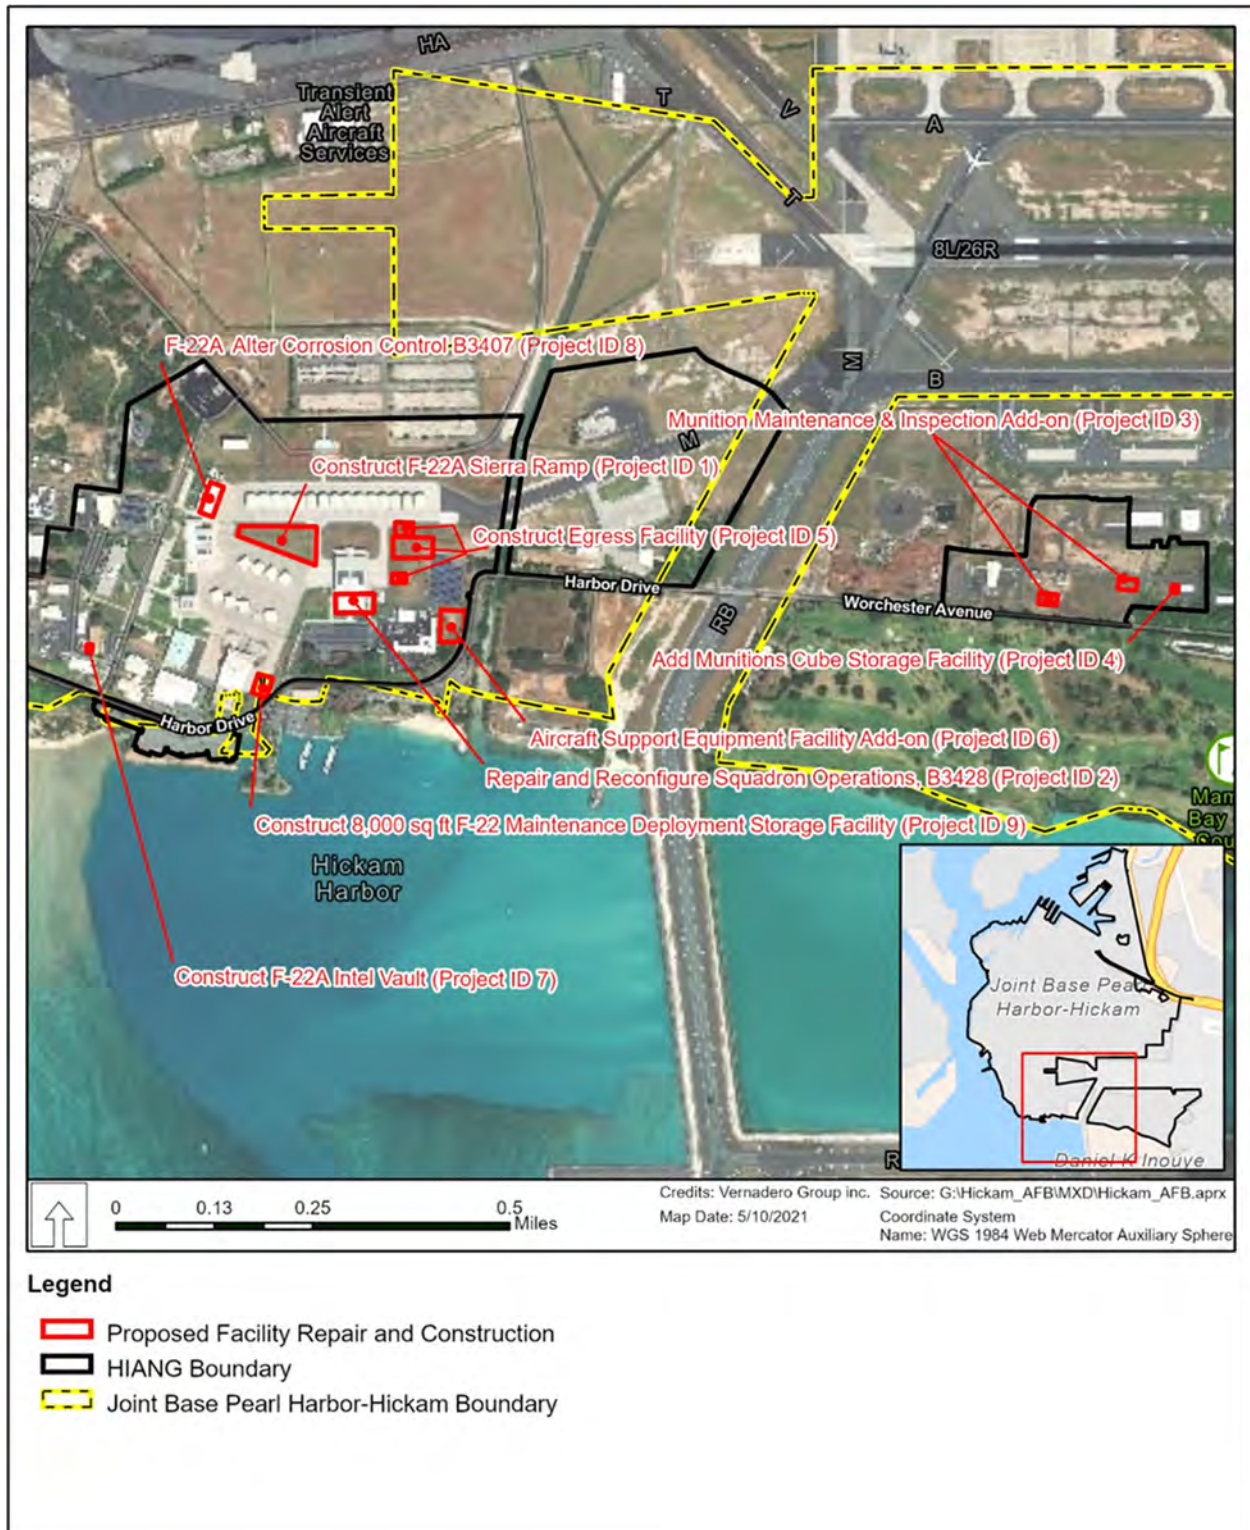 HA
Transient
Alert
Aircraft
Services
T
V
A
T
8L/26R
F-22A Alter Corrosion Control B3407 (Project ID 8)
M
B
Munition Maintenance & Inspection Add-on (Project ID 3)
M
Construct F-22A Sierra Ramp (Project ID 1)
Construct Egress Facility (Project ID 5)
Harbor Drive
Worchester Avenue
RB
Add Munitions Cube Storage Facility (Project ID 4)
Harbor Drive
Aircraft Support Equipment Facility Add-on (Project ID 6)
Repair and Reconfigure Squadron Operations, B3428 (Project ID 2)
Mam
Bay
Construct 8,000 sq ft F-22 Maintenance Deployment Storage Facility (Project ID 9)
Hickam
Harbor
Construct F-22A Intel Vault (Project ID 7)
Joint Base Pearl
Harbor-Hickam
Daniel K Inouye
R
0 0.13 0.25 0.5
Miles
Credits: Vernadero Group inc.
Map Date: 5/10/2021
Source: G:\Hickam_AFB\MXD\Hickam_AFB.aprx
Coordinate System
Name: WGS 1984 Web Mercator Auxiliary Sphere
Legend
Proposed Facility Repair and Construction
HIANG Boundary
Joint Base Pearl Harbor-Hickam Boundary